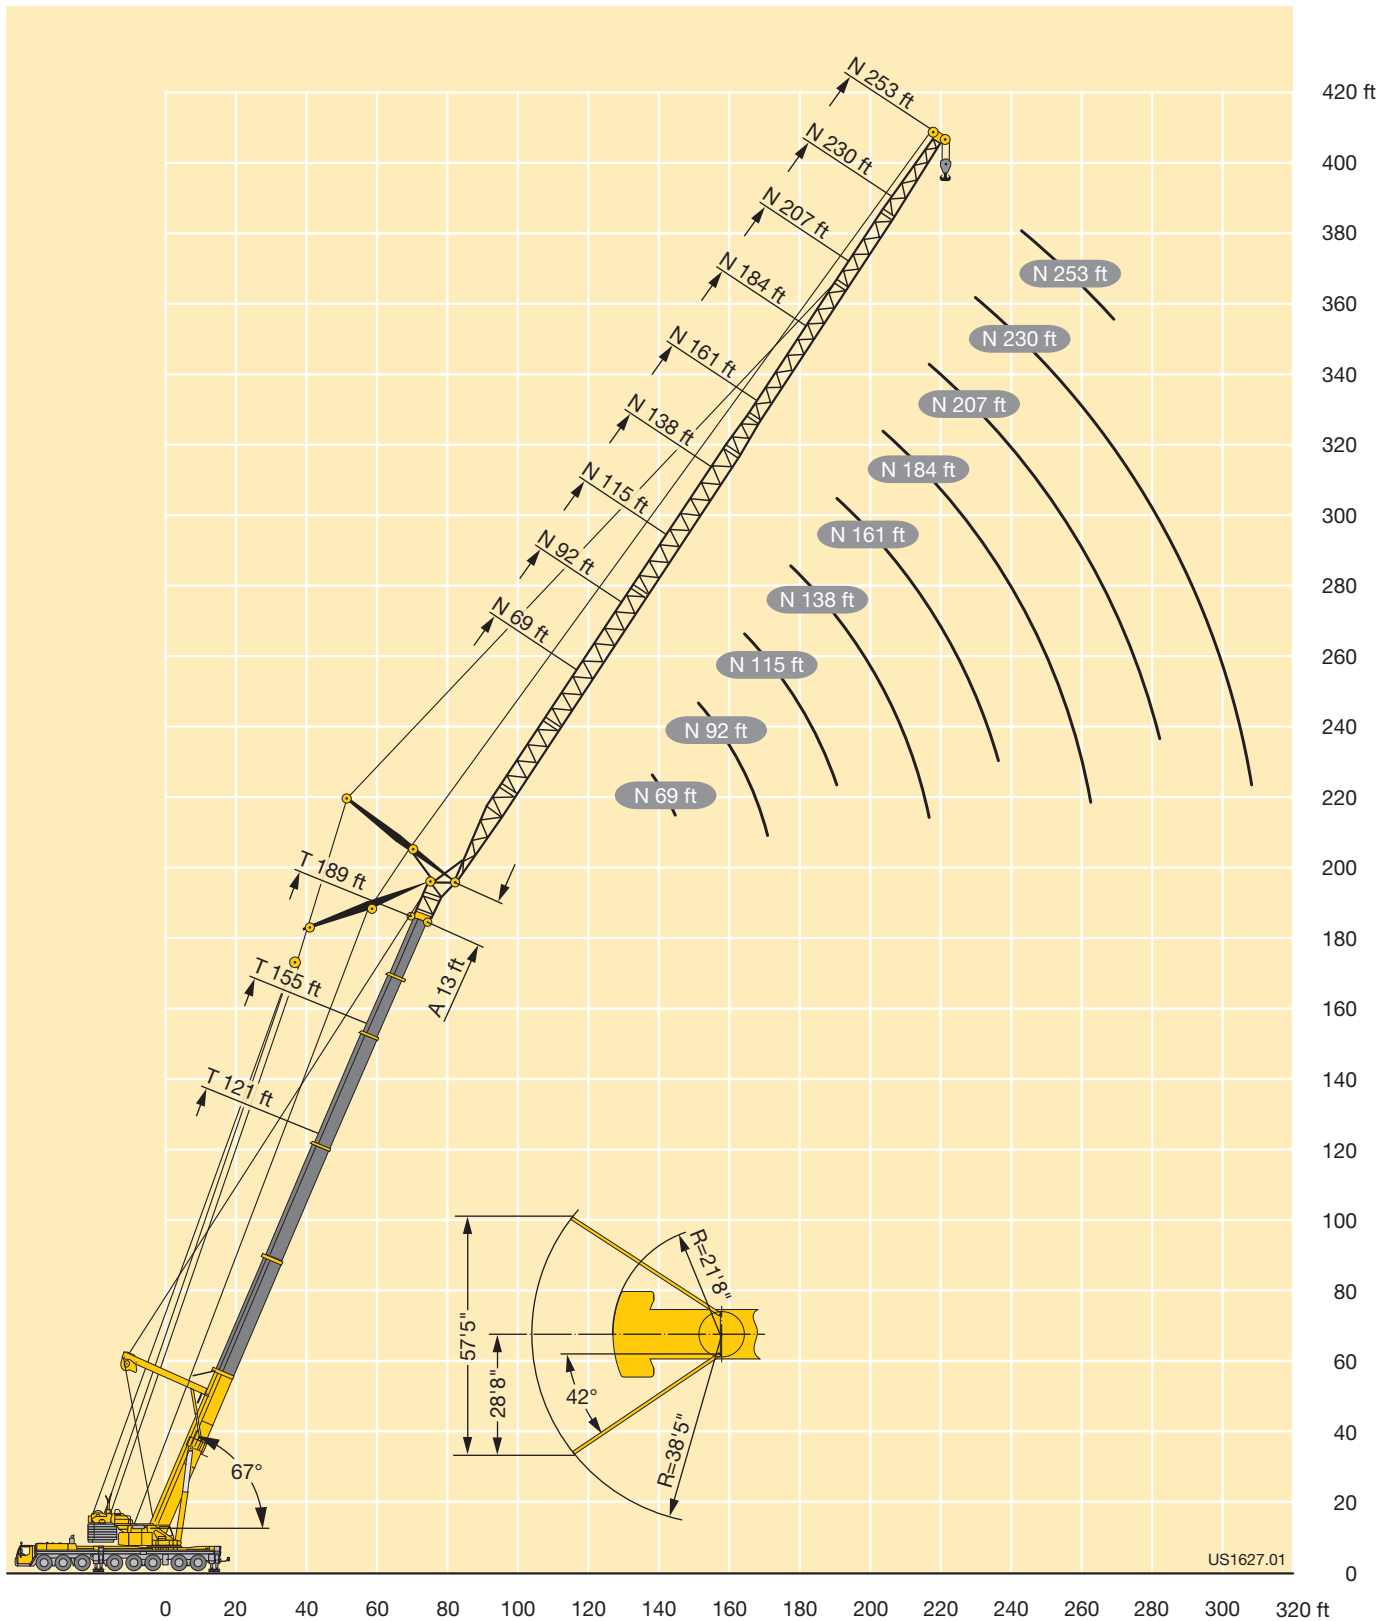 N 253 ft
420 ft
N 230 ft
400
N 207 ft
380
N 253 ft
N 184 ft
360
N 230 ft
N 161 ft
340
N 207 ft
N 138 ft
320
N 184 ft
N 115 ft
300
N 161 ft
N 92 ft
280
N 138 ft
N 69 ft
260
N 115 ft
240
N 92 ft
220
N 69 ft
200
T 189 ft
180
A 13 ft
T 155 ft
160
140
T 121 ft
120
100
R=21'8"
80
57'5"
60
28'8"
42°
40
R=38'5"
67°
20
US1627.01
0
0 20 40 60 80 100 120 140 160 180 200 220 240 260 280 300 320 ft